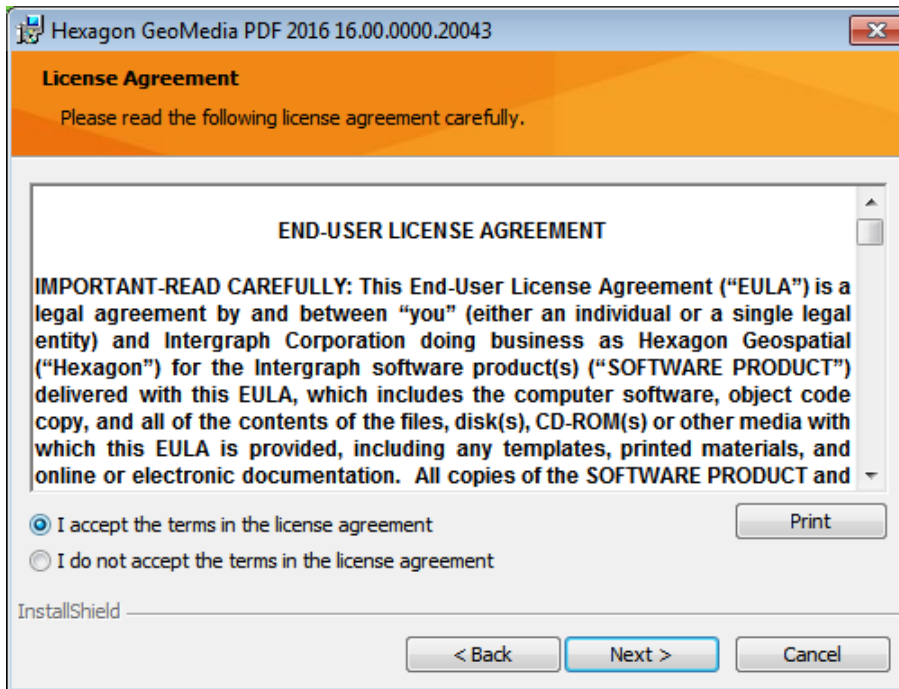 Hexagon GeoMedia PDF 2016 16.00.0000.20043
License Agreement
Please read the following license agreement carefully.
END-USER LICENSE AGREEMENT
IMPORTANT-READ CAREFULLY: This End-User License Agreement (“EULA”) is a
legal agreement by and between “you” (either an individual or a single legal
entity) and Intergraph Corporation doing business as Hexagon Geospatial
(“Hexagon”) for the Intergraph software product(s) (“SOFTWARE PRODUCT”)
delivered with this EULA, which includes the computer software, object code
copy, and all of the contents of the files, disk(s), CD-ROM(s) or other media with
which this EULA is provided, including any templates, printed materials, and
online or electronic documentation.  All copies of the SOFTWARE PRODUCT and
I accept the terms in the license agreement
Print
I do not accept the terms in the license agreement
InstallShield
< Back Next > Cancel